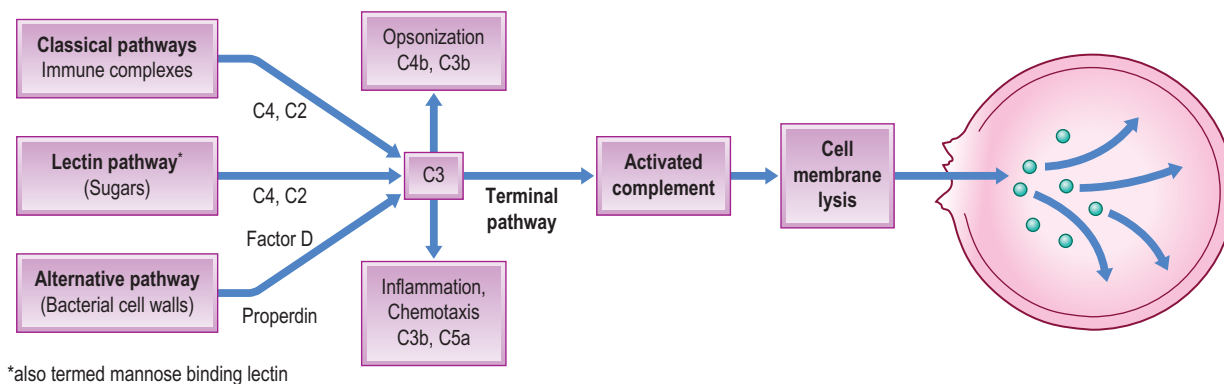 Classical pathways
Immune complexes
C4, C2
Lectin pathway*
(Sugars)
C4, C2
Factor D
Alternative pathway
(Bacterial cell walls)
Properdin
Opsonization
C4b, C3b
C3
Inflammation,
Chemotaxis
C3b, C5a
Terminal
pathway
Activated
complement
Cell
membrane
lysis
*also termed mannose binding lectin